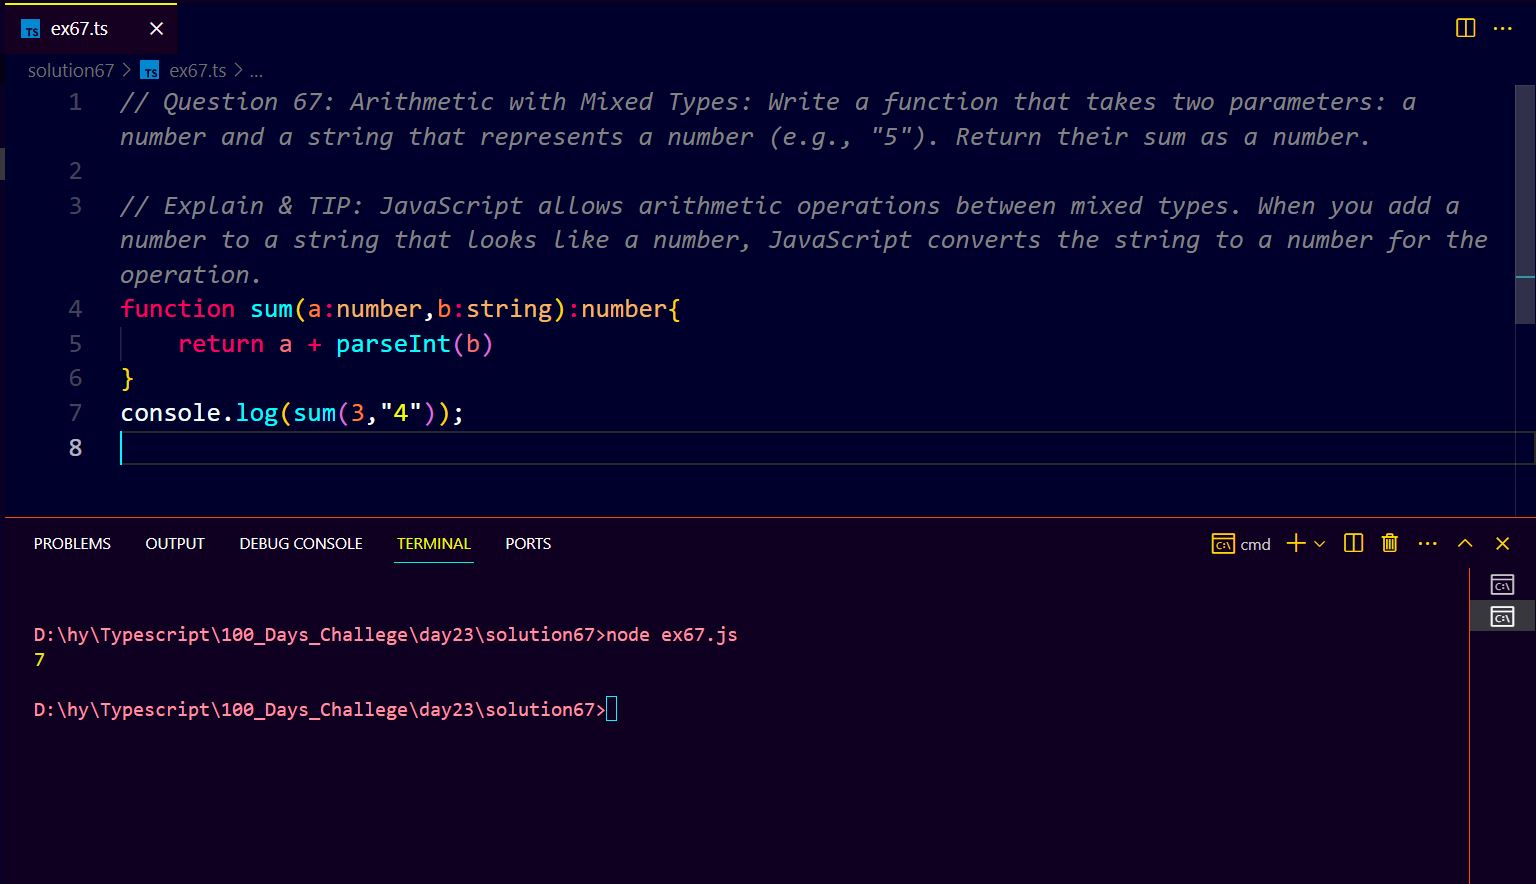 TS ex67.ts
solution67 > TS ex67.ts > ...
1 // Question 67: Arithmetic with Mixed Types: Write a function that takes two parameters: a
number and a string that represents a number (e.g., "5"). Return their sum as a number.
2
3 // Explain & TIP: JavaScript allows arithmetic operations between mixed types. When you add a
number to a string that looks like a number, JavaScript converts the string to a number for the
operation.
4 function sum(a:number,b:string):number{
5     return a + parseInt(b)
6 }
7 console.log(sum(3,"4"));
8
PROBLEMS OUTPUT DEBUG CONSOLE TERMINAL PORTS cmd
D:\hy\Typescript\100_Days_Challege\day23\solution67>node ex67.js
7
D:\hy\Typescript\100_Days_Challege\day23\solution67>